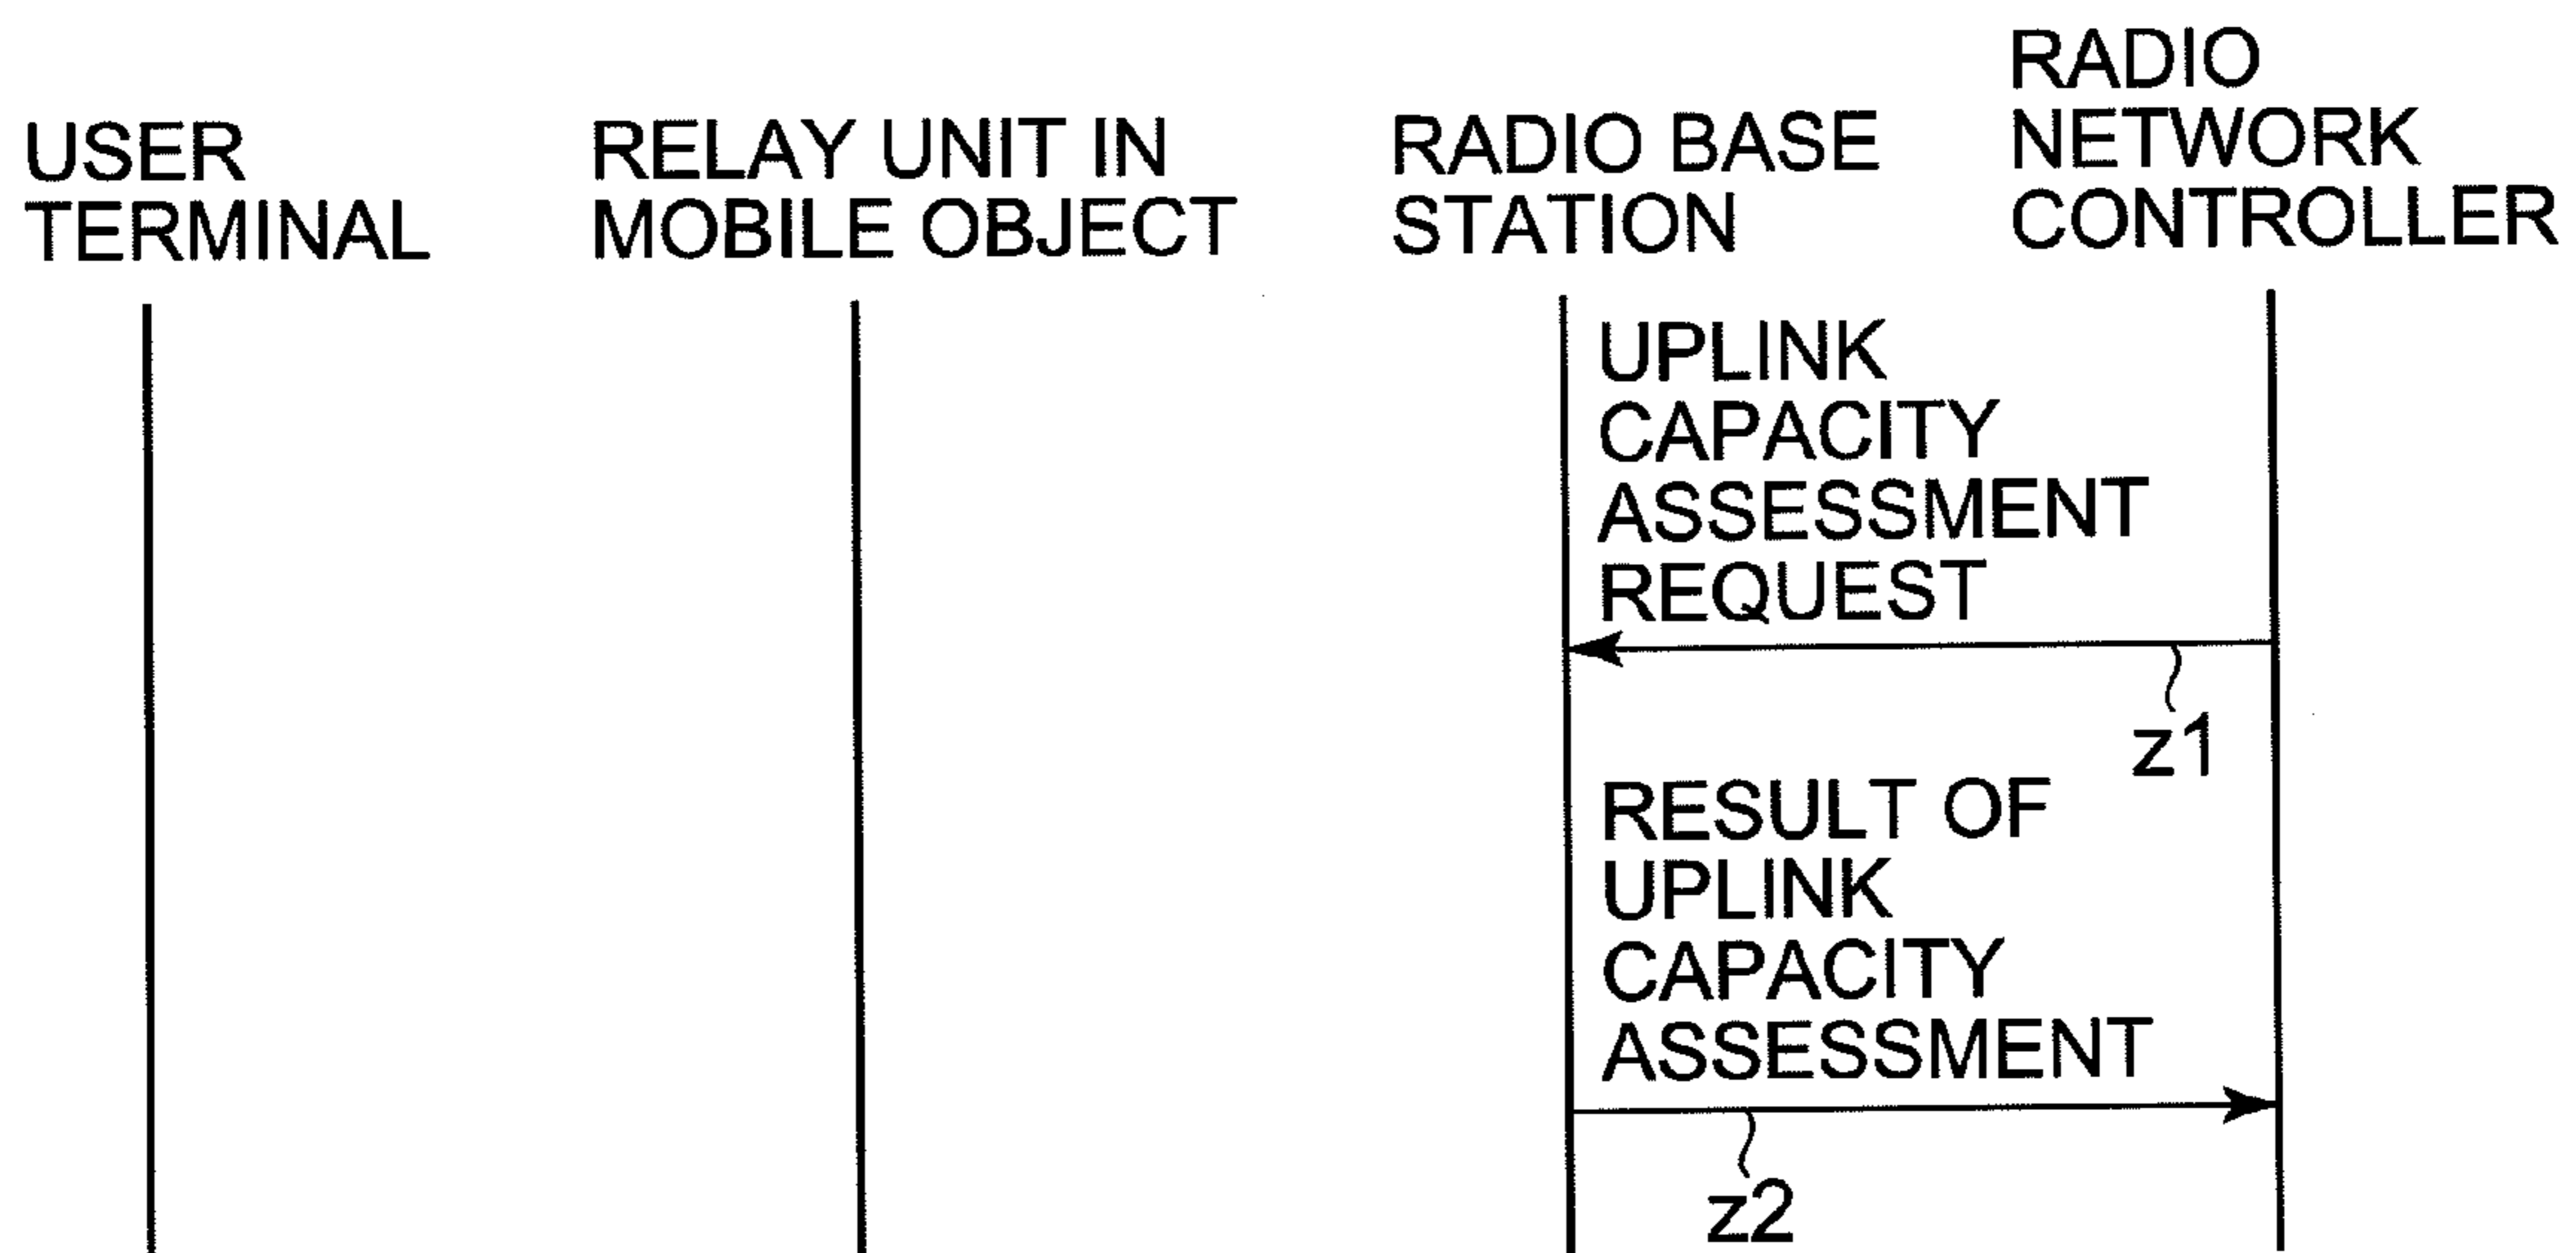 USER
TERMINAL
RELAY UNIT IN
MOBILE OBJECT
RADIO BASE
STATION
RADIO
NETWORK
CONTROLLER
UPLINK
CAPACITY
ASSESSMENT
REQUEST
z1
RESULT OF
UPLINK
CAPACITY
ASSESSMENT
z2